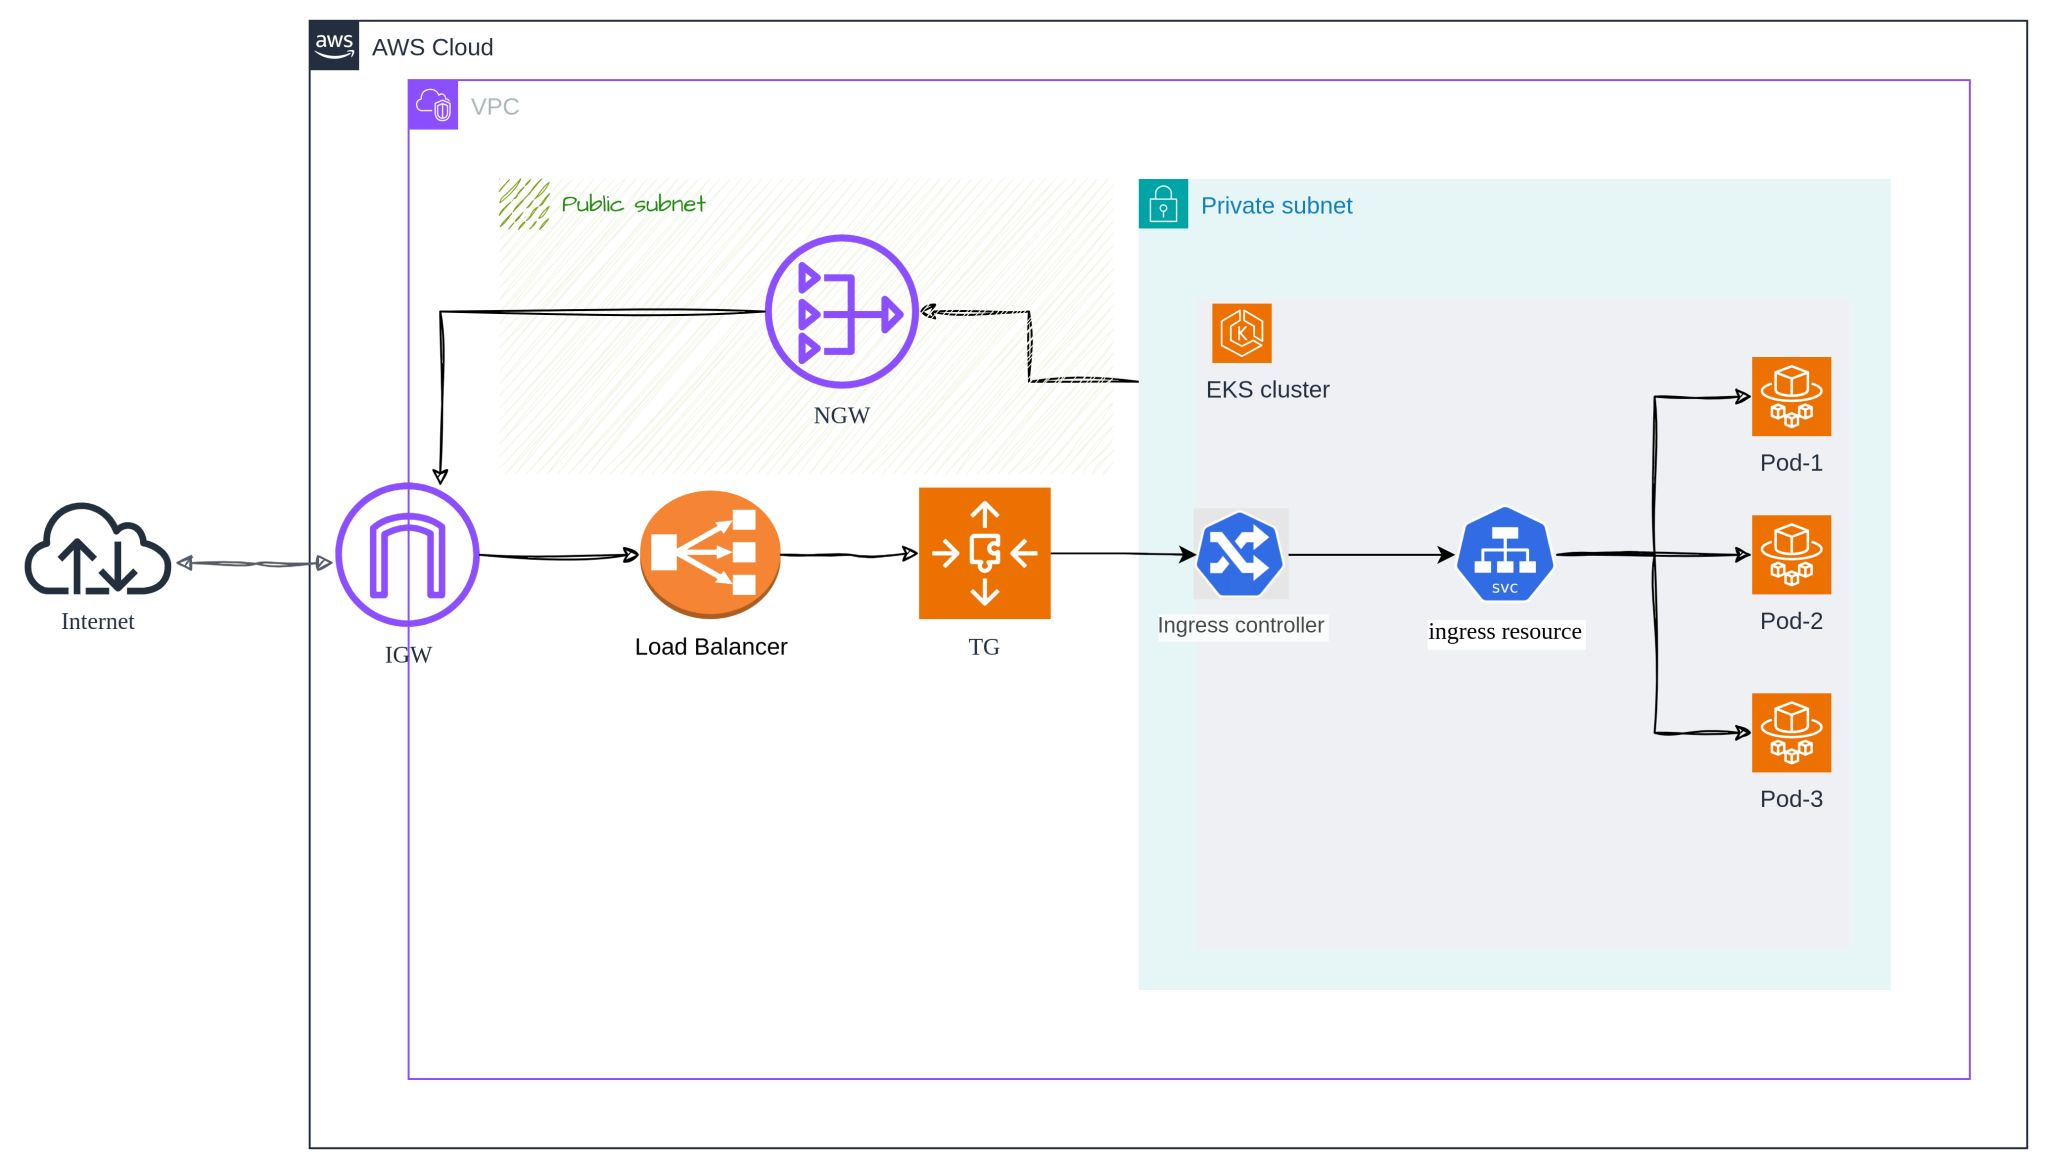 aws
AWS Cloud
VPC
Public subnet
Private subnet
NGW
K
EKS cluster
Pod-1
Internet
IGW
Load Balancer
TG
Ingress controller
svc
ingress resource
Pod-2
Pod-3